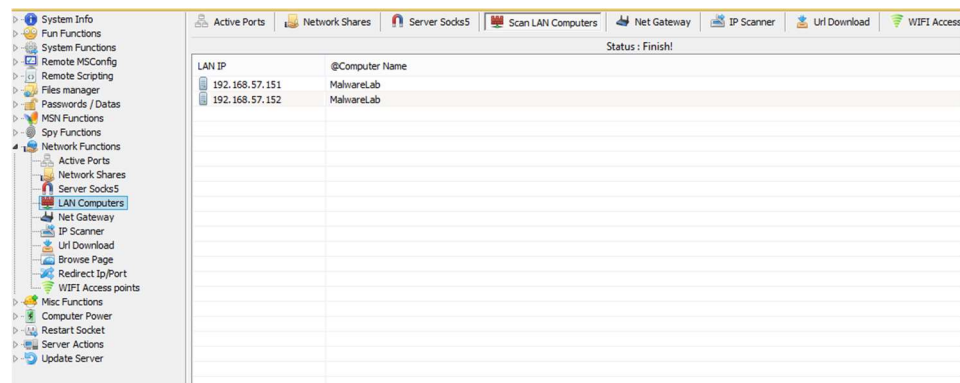 System Info
Fun Functions
System Functions
Remote MSConfig
Remote Scripting
Files manager
Passwords / Datas
MSN Functions
Spy Functions
Network Functions
Active Ports
Network Shares
Server Socks5
LAN Computers
Net Gateway
IP Scanner
Url Download
Browse Page
Redirect Ip/Port
WIFI Access points
Misc Functions
Computer Power
Restart Socket
Server Actions
Update Server
Active Ports Network Shares Server Socks5 Scan LAN Computers Net Gateway IP Scanner Url Download WIFI Access
Status : Finish!
LAN IP @Computer Name
192.168.57.151 MalwareLab
192.168.57.152 MalwareLab